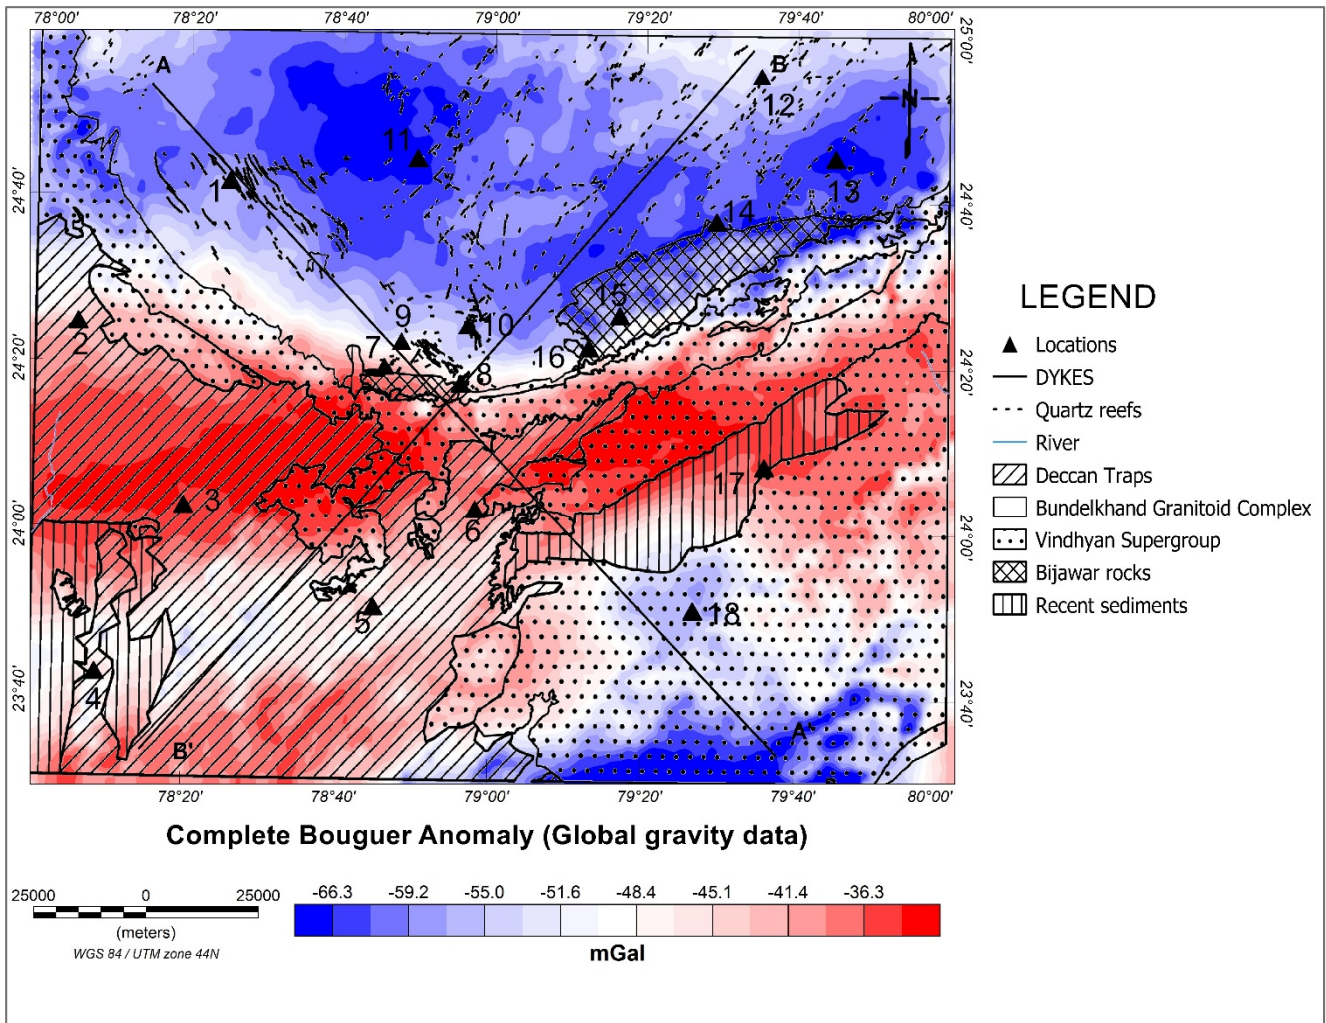 78°00' 78°20' 78°40' 79°00' 79°20' 79°40' 80°00'
25°00'
A B
N
12
11
13
1
24°40' 24°40'
14
15
9 10
2 7 16 8
24°20' 24°20'
17
3
24°00' 6 24°00'
5 18
4
23°40' 23°40'
A'
B'
78°20' 78°40' 79°00' 79°20' 79°40' 80°00'
LEGEND
Locations
DYKES
Quartz reefs
River
Deccan Traps
Bundelkhand Granitoid Complex
Vindhyan Supergroup
Bijawar rocks
Recent sediments
Complete Bouguer Anomaly (Global gravity data)
25000 0 25000
(meters)
WGS 84 / UTM zone 44N
-66.3 -59.2 -55.0 -51.6 -48.4 -45.1 -41.4 -36.3
mGal